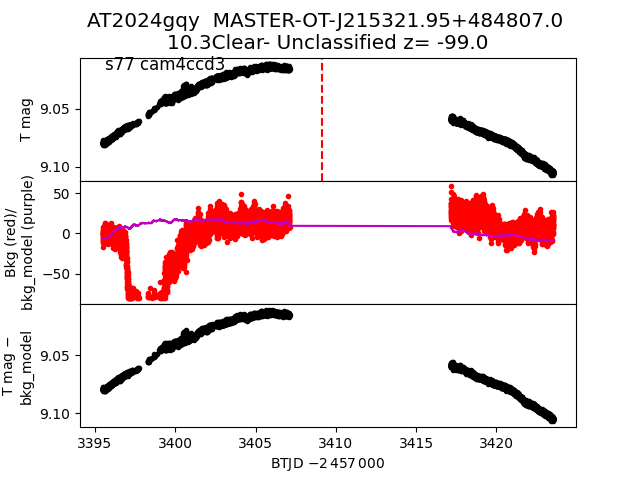 AT2024gqy  MASTER-OT-J215321.95+484807.0
10.3Clear- Unclassified z= -99.0
s77 cam4ccd3
T mag
9.05
9.10
Bkg (red)/
bkg_model (purple)
50
0
−50
T mag −
bkg_model
9.05
9.10
3395
3400
3405
3410
3415
3420
BTJD −2 457 000